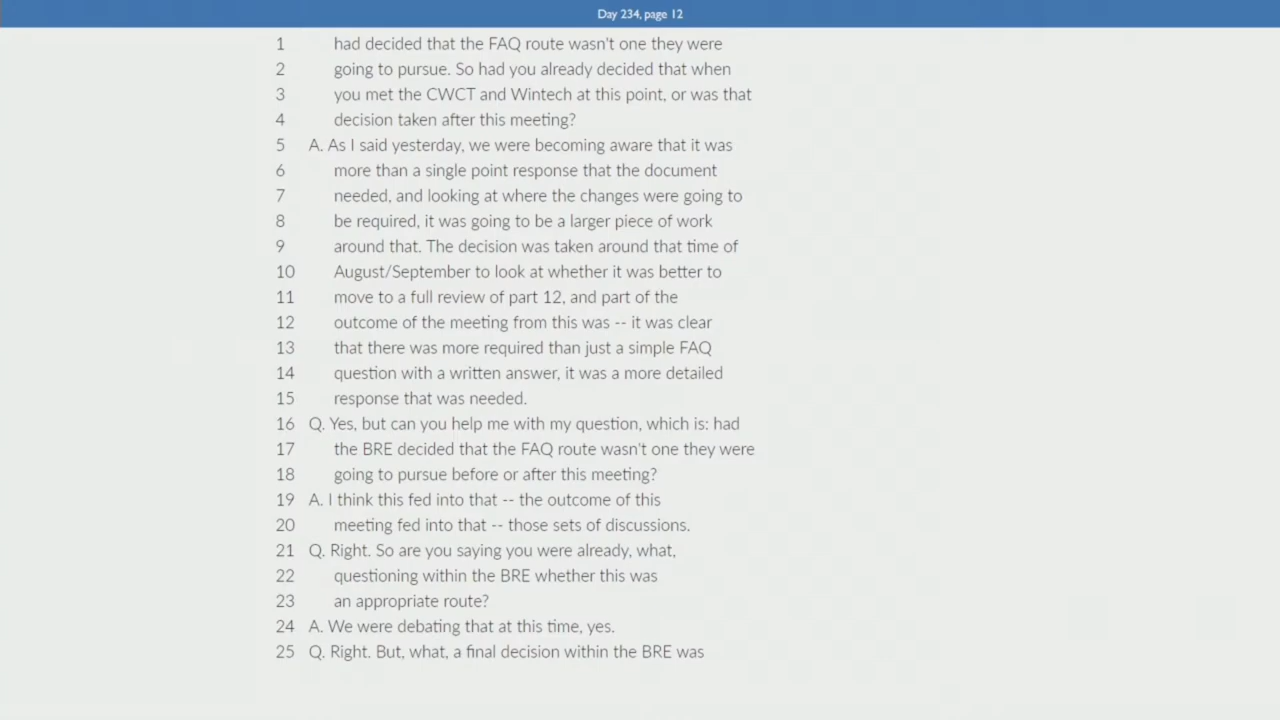 Day 234, page 12
1 had decided that the FAQ route wasn't one they were
2 going to pursue. So had you already decided that when
3 you met the CWCT and Wintech at this point, or was that
4 decision taken after this meeting?
5 A. As I said yesterday, we were becoming aware that it was
6 more than a single point response that the document
7 needed, and looking at where the changes were going to
8 be required, it was going to be a larger piece of work
9 around that. The decision was taken around that time of
10 August/September to look at whether it was better to
11 move to a full review of part 12, and part of the
12 outcome of the meeting from this was -- it was clear
13 that there was more required than just a simple FAQ
14 question with a written answer, it was a more detailed
15 response that was needed.
16 Q. Yes, but can you help me with my question, which is: had
17 the BRE decided that the FAQ route wasn't one they were
18 going to pursue before or after this meeting?
19 A. I think this fed into that -- the outcome of this
20 meeting fed into that -- those sets of discussions.
21 Q. Right. So are you saying you were already, what,
22 questioning within the BRE whether this was
23 an appropriate route?
24 A. We were debating that at this time, yes.
25 Q. Right. But, what, a final decision within the BRE was